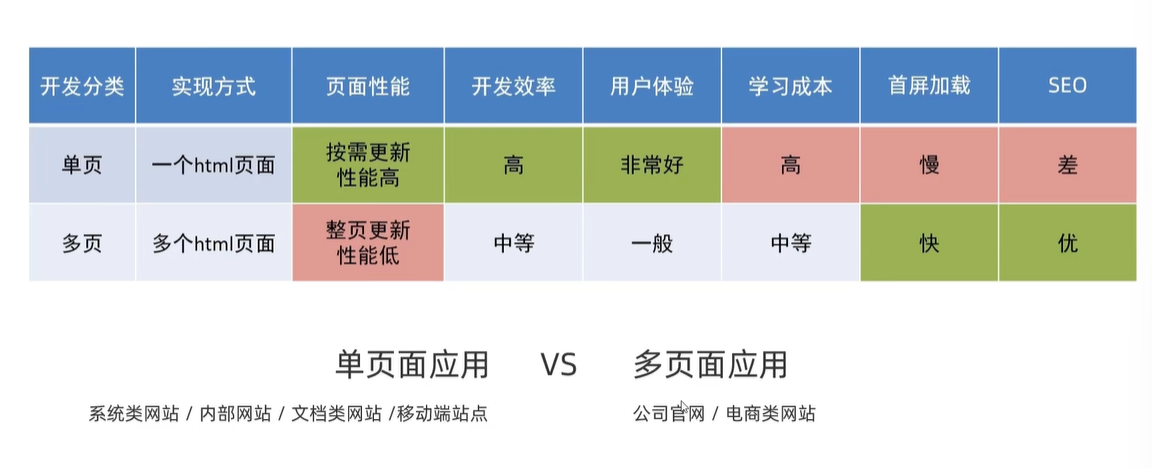 开发分类 实现方式 页面性能 开发效率 用户体验 学习成本 首屏加载 SEO
单页 一个html页面 按需更新 性能高 高 非常好 高 慢 差
多页 多个html页面 整页更新 性能低 中等 一般 中等 快 优
单页面应用 VS 多页面应用
系统类网站 / 内部网站 / 文档类网站 /移动端站点 公司官网 / 电商类网站